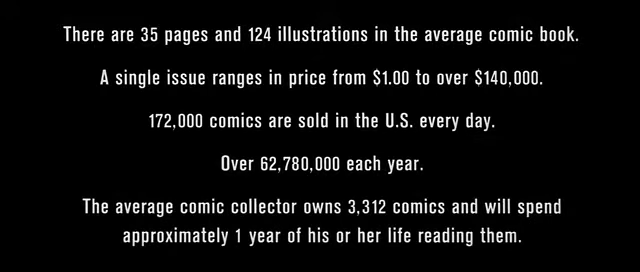 There are 35 pages and 124 illustrations in the average comic book.
A single issue ranges in price from $1.00 to over $140,000.
172,000 comics are sold in the U.S. every day.
Over 62,780,000 each year.
The average comic collector owns 3,312 comics and will spend
approximately 1 year of his or her life reading them.